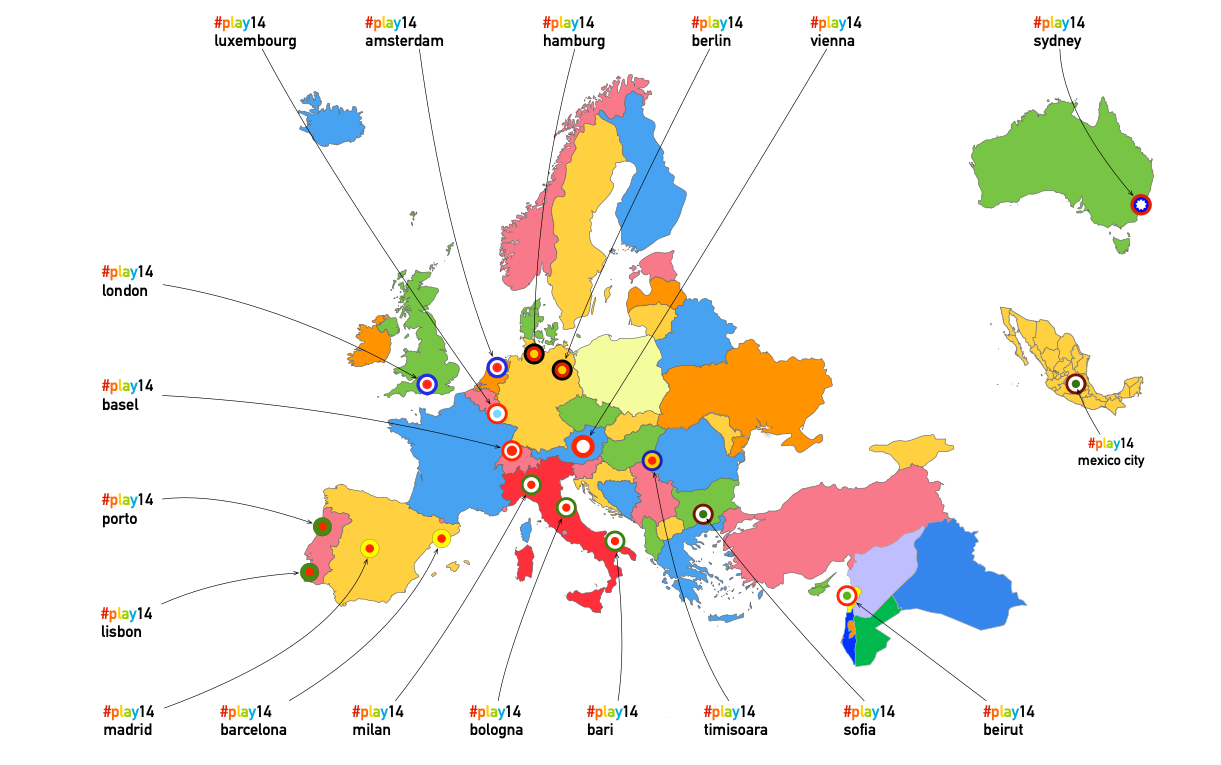 #play14
luxembourg
#play14
amsterdam
#play14
hamburg
#play14
berlin
#play14
vienna
#play14
sydney
#play14
london
#play14
basel
#play14
mexico city
#play14
porto
#play14
lisbon
#play14
madrid
#play14
barcelona
#play14
milan
#play14
bologna
#play14
bari
#play14
timisoara
#play14
sofia
#play14
beirut